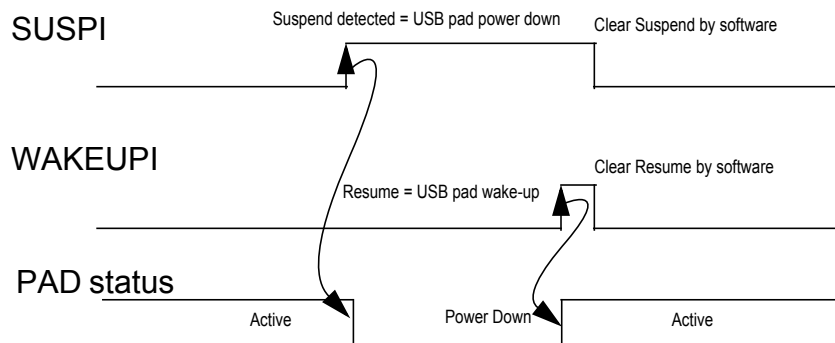 Suspend detected = USB pad power down
Clear Suspend by software
SUSPI
WAKEUPI
Clear Resume by software
Resume = USB pad wake-up
PAD status
Active
Power Down
Active